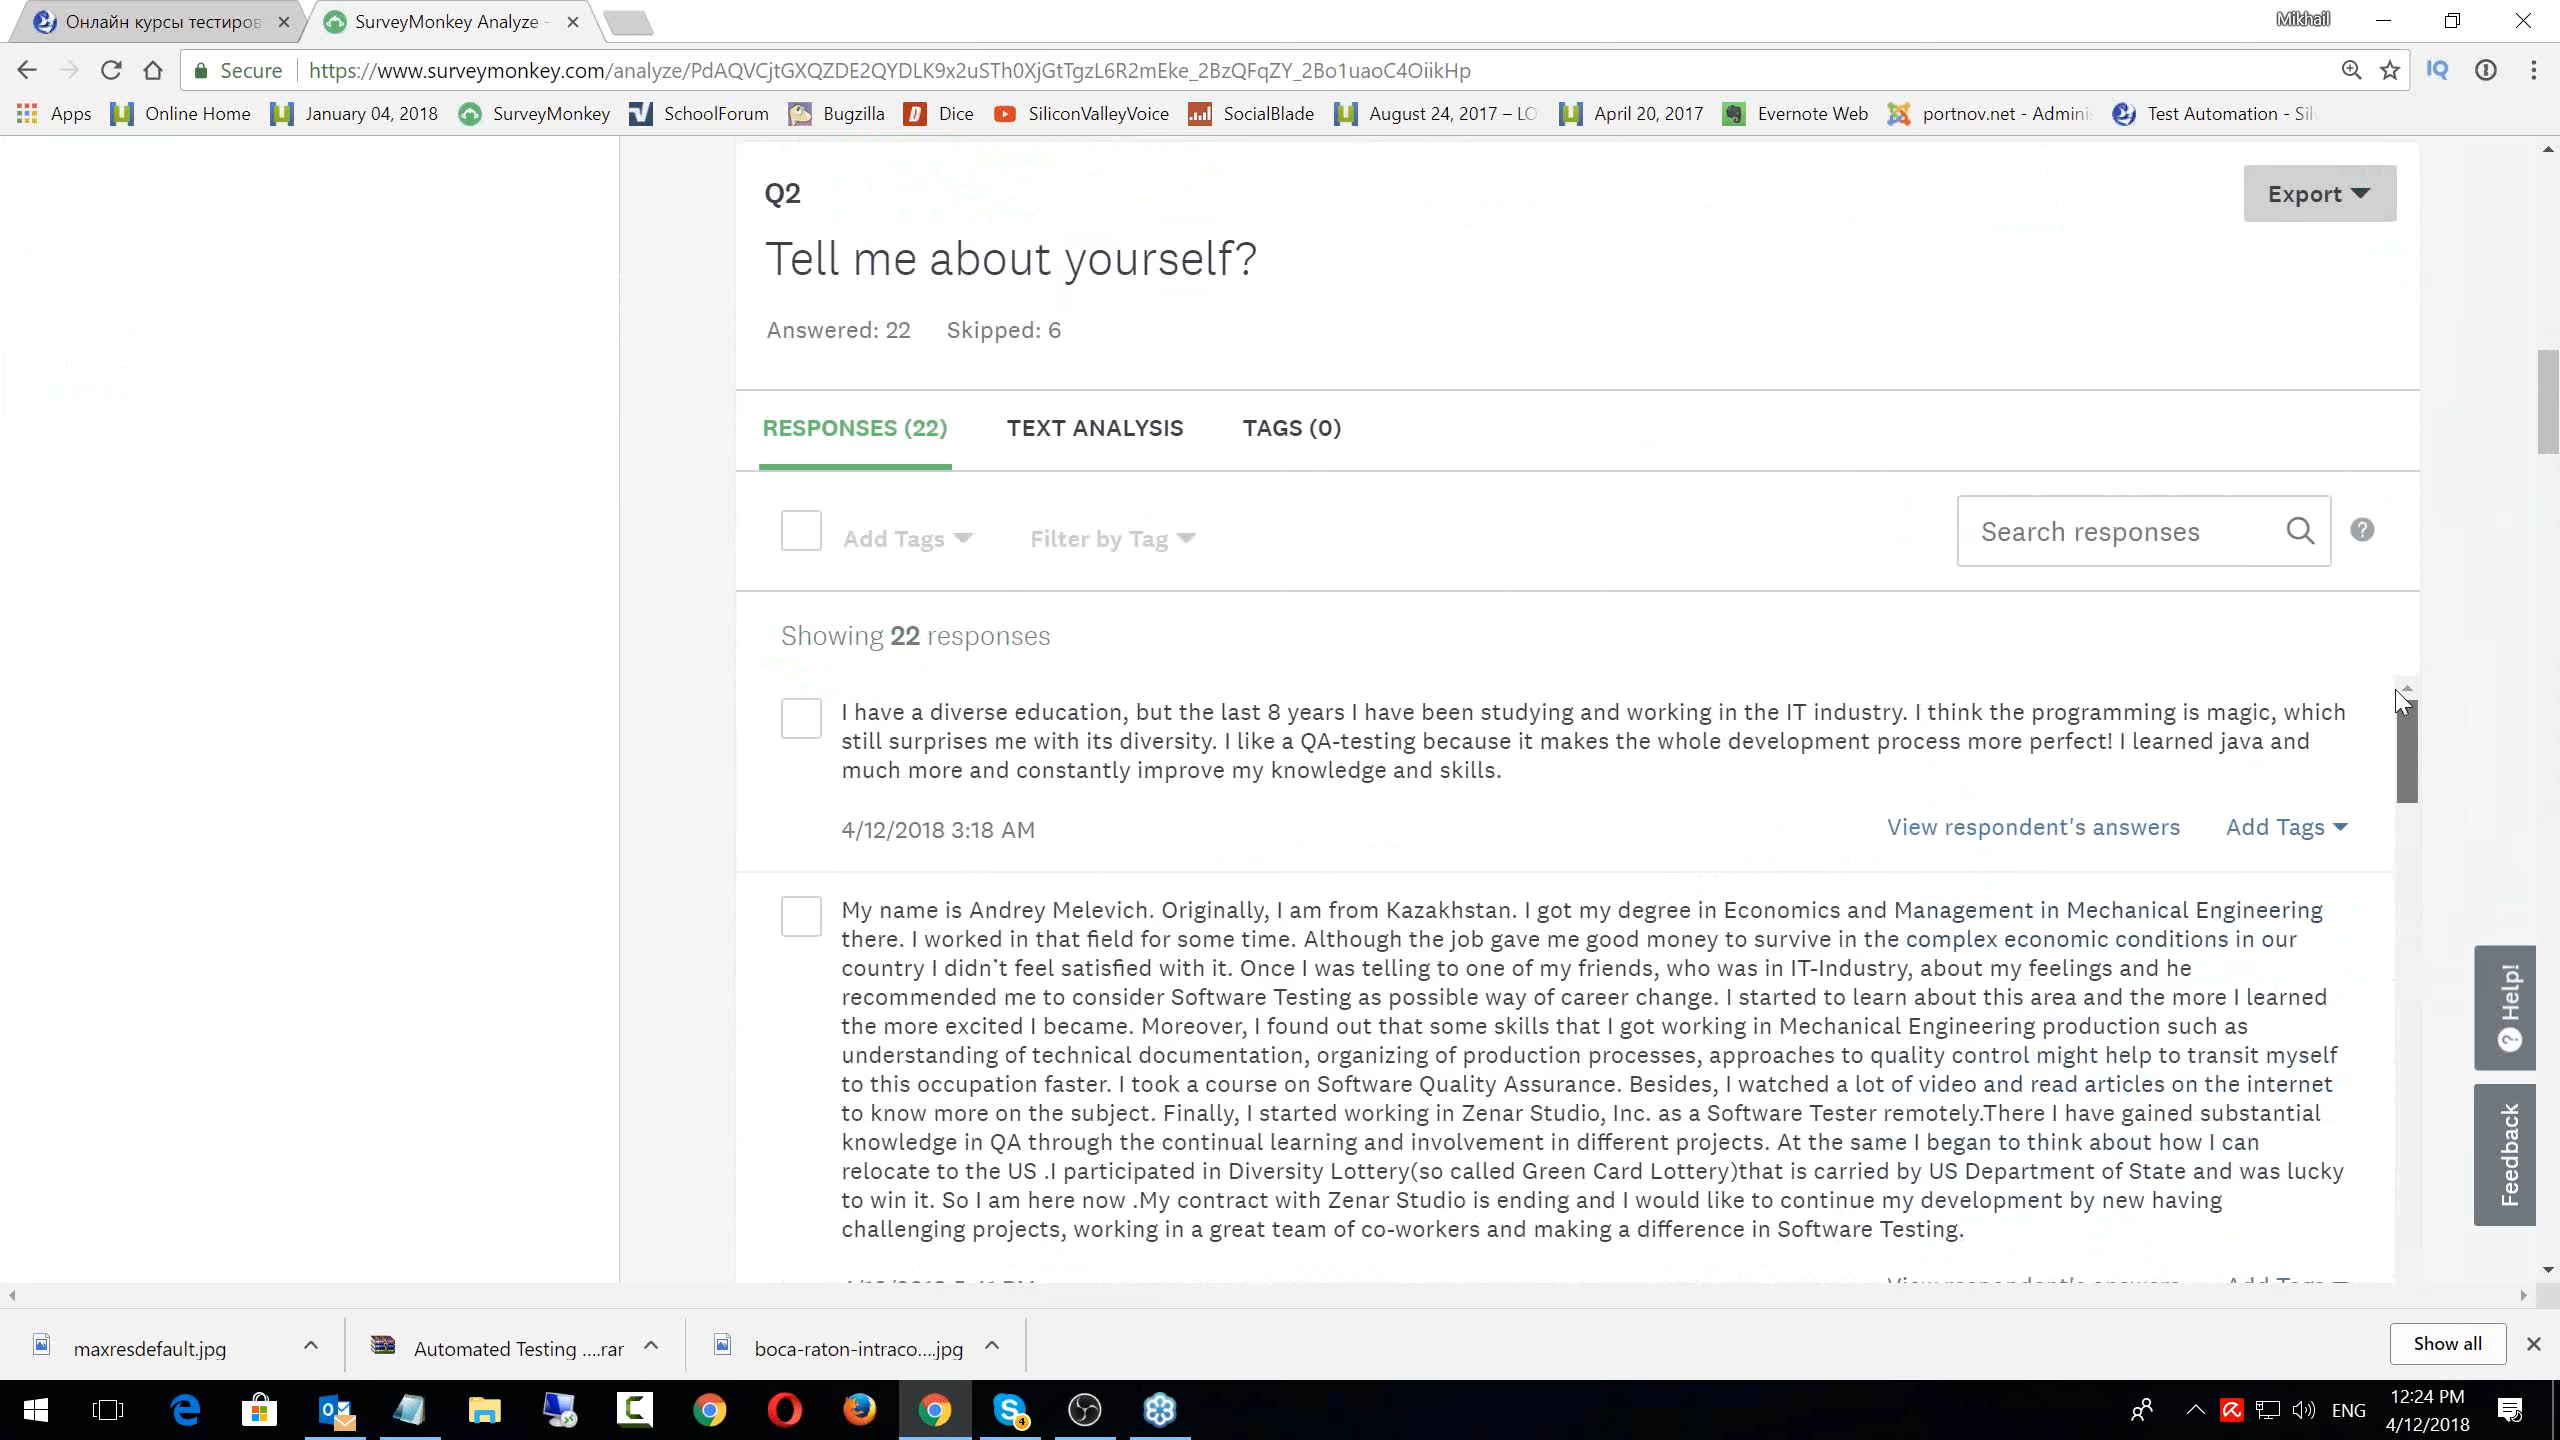 Онлайн курсы тестиров
SurveyMonkey Analyze -
Mikhail
Secure
https://www.surveymonkey.com/analyze/PdAQVCjtGXQZDE2QYDLK9x2uSTh0XjGtTgzL6R2mEke_2BzQFqZY_2Bo1uaoC4OiikHp
IQ
Apps
Online Home
January 04, 2018
SurveyMonkey
SchoolForum
Bugzilla
Dice
SiliconValleyVoice
SocialBlade
August 24, 2017 – LO
April 20, 2017
Evernote Web
portnov.net - Admini
Test Automation - Sil
Q2
Export
Tell me about yourself?
Answered: 22 Skipped: 6
RESPONSES (22) TEXT ANALYSIS TAGS (0)
Add Tags Filter by Tag
Search responses
?
Showing 22 responses
I have a diverse education, but the last 8 years I have been studying and working in the IT industry. I think the programming is magic, which
still surprises me with its diversity. I like a QA-testing because it makes the whole development process more perfect! I learned java and
much more and constantly improve my knowledge and skills.
4/12/2018 3:18 AM
View respondent's answers Add Tags
My name is Andrey Melevich. Originally, I am from Kazakhstan. I got my degree in Economics and Management in Mechanical Engineering
there. I worked in that field for some time. Although the job gave me good money to survive in the complex economic conditions in our
country I didn`t feel satisfied with it. Once I was telling to one of my friends, who was in IT-Industry, about my feelings and he
recommended me to consider Software Testing as possible way of career change. I started to learn about this area and the more I learned
the more excited I became. Moreover, I found out that some skills that I got working in Mechanical Engineering production such as
understanding of technical documentation, organizing of production processes, approaches to quality control might help to transit myself
to this occupation faster. I took a course on Software Quality Assurance. Besides, I watched a lot of video and read articles on the internet
to know more on the subject. Finally, I started working in Zenar Studio, Inc. as a Software Tester remotely.There I have gained substantial
knowledge in QA through the continual learning and involvement in different projects. At the same I began to think about how I can
relocate to the US .I participated in Diversity Lottery(so called Green Card Lottery)that is carried by US Department of State and was lucky
to win it. So I am here now .My contract with Zenar Studio is ending and I would like to continue my development by new having
challenging projects, working in a great team of co-workers and making a difference in Software Testing.
View respondent's answers Add Tags
Help!
Feedback
maxresdefault.jpg
Automated Testing ....rar
boca-raton-intraco....jpg
Show all
4
ENG
12:24 PM
4/12/2018